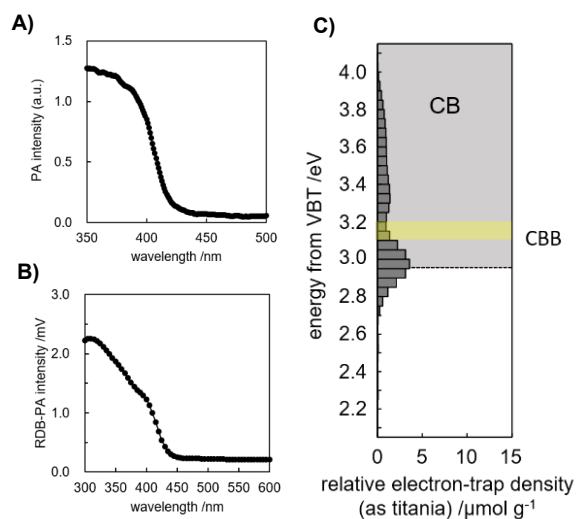 A)
1.5
1.0
0.5
0.0
PA intensity (a.u.)
350 400 450 500
wavelength /nm
B)
3.0
2.0
1.0
0.0
RDB-PA intensity /mV
300 350 400 450 500 550 600
wavelength /nm
C)
4.0
3.8
3.6
3.4
3.2
3.0
2.8
2.6
2.4
2.2
energy from VBT /eV
CB
CBB
0 5 10 15
relative electron-trap density
(as titania) /µmol g⁻¹